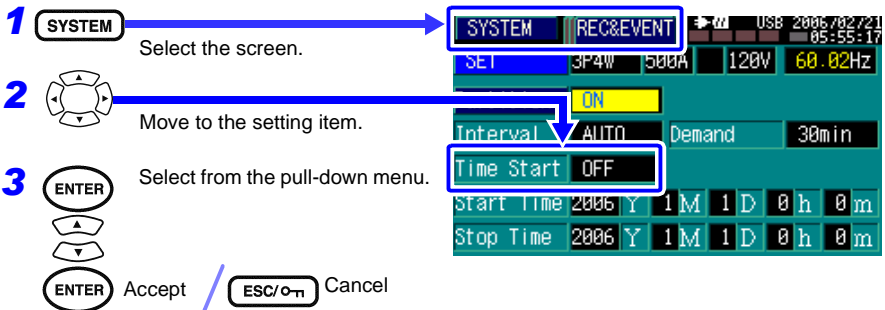 1 SYSTEM
Select the screen.
2
Move to the setting item.
3 ENTER
Select from the pull-down menu.
ENTER Accept / ESC/ Cancel
SYSTEM REC&EVENT USB 2006/02/21
05:55:17
SET 3P4W 500A 120V 60.02Hz
ON
Interval AUTO Demand 30min
Time Start OFF
Start Time 2006 Y 1 M 1 D 0 h 0 m
Stop Time 2006 Y 1 M 1 D 0 h 0 m